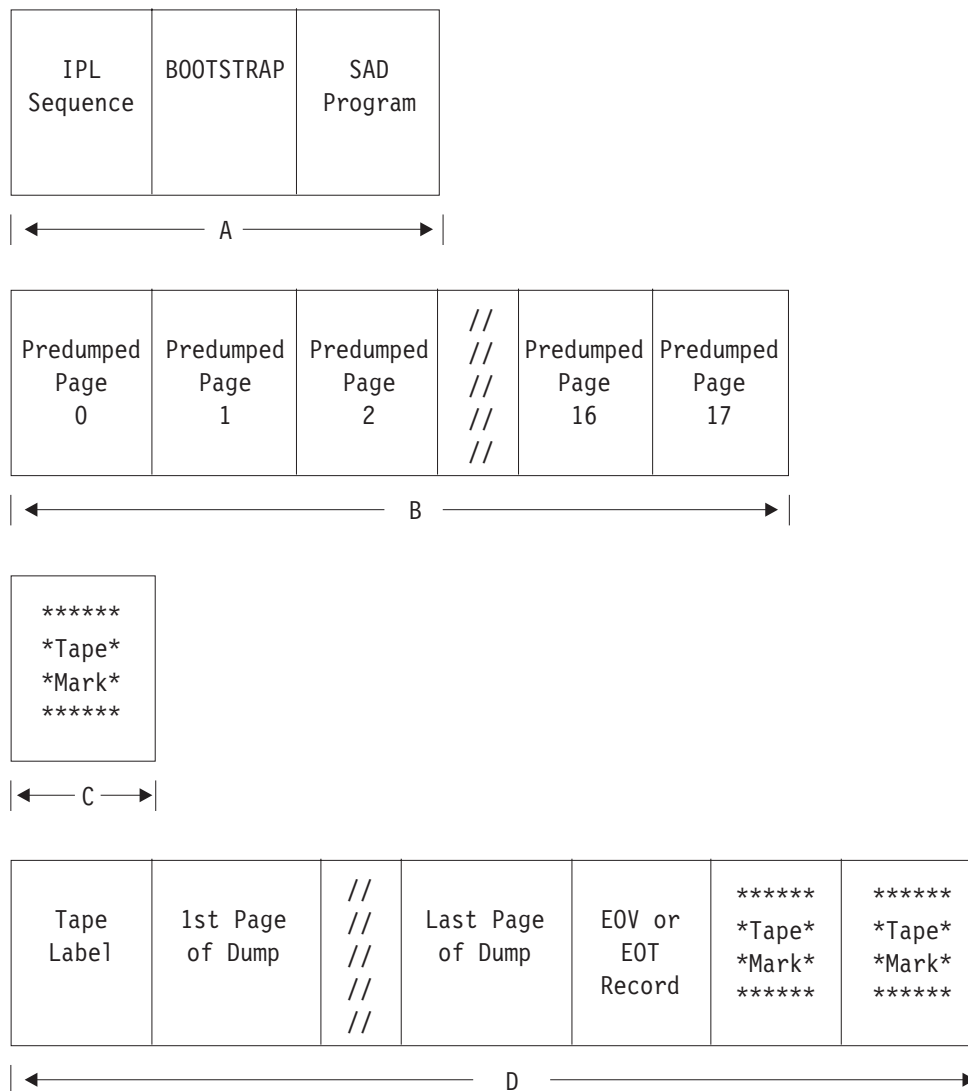 IPL BOOTSTRAP SAD
Sequence Program
A
// 
Predumped Predumped Predumped // Predumped Predumped
Page Page Page // Page Page
0 1 2 // 16 17
//
B
******
*Tape*
*Mark*
******
C
// ****** ******
Tape 1st Page // Last Page EOV or *Tape* *Tape*
Label of Dump // of Dump EOT *Mark* *Mark*
// Record ****** ******
//
D